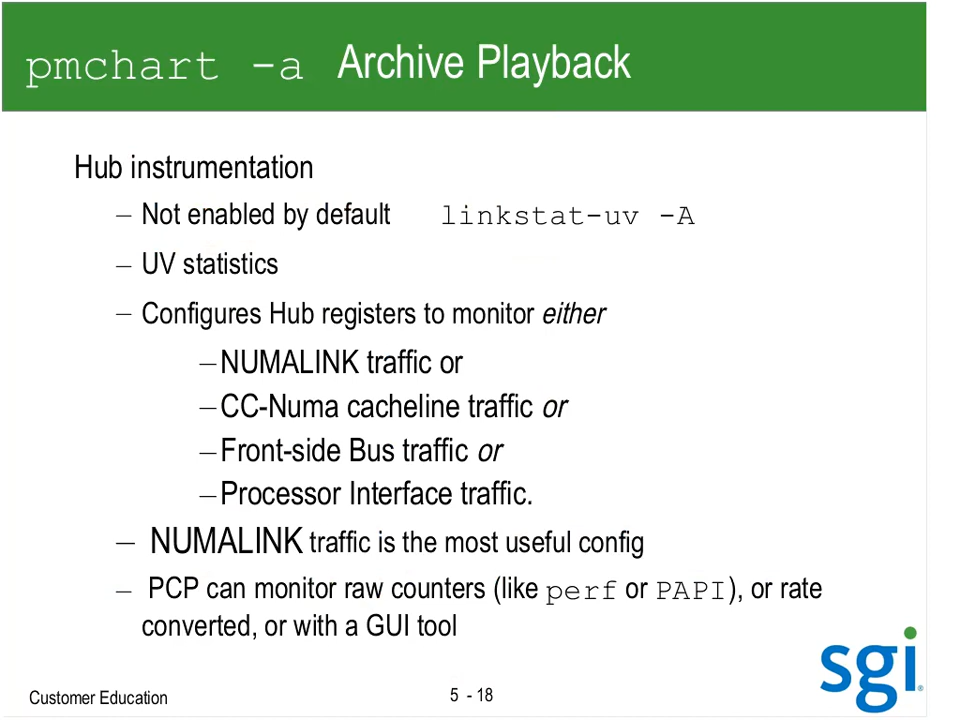 pmchart -a Archive Playback
Hub instrumentation
– Not enabled by default linkstat-uv -A
– UV statistics
– Configures Hub registers to monitor either
– NUMALINK traffic or
– CC-Numa cacheline traffic or
– Front-side Bus traffic or
– Processor Interface traffic.
– NUMALINK traffic is the most useful config
– PCP can monitor raw counters (like perf or PAPI), or rate
converted, or with a GUI tool
sgi®
Customer Education
5 - 18